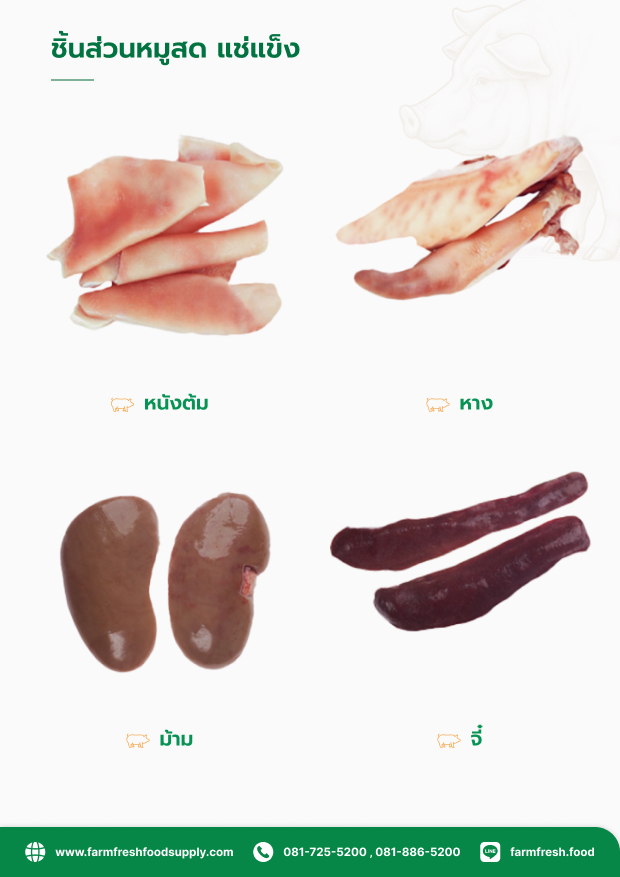 ชิ้นส่วนหมูสด แช่แข็ง
หนังต้ม
หาง
ม้าม
จี๋
www.farmfreshfoodsupply.com
081-725-5200 , 081-886-5200
LINE
farmfresh.food